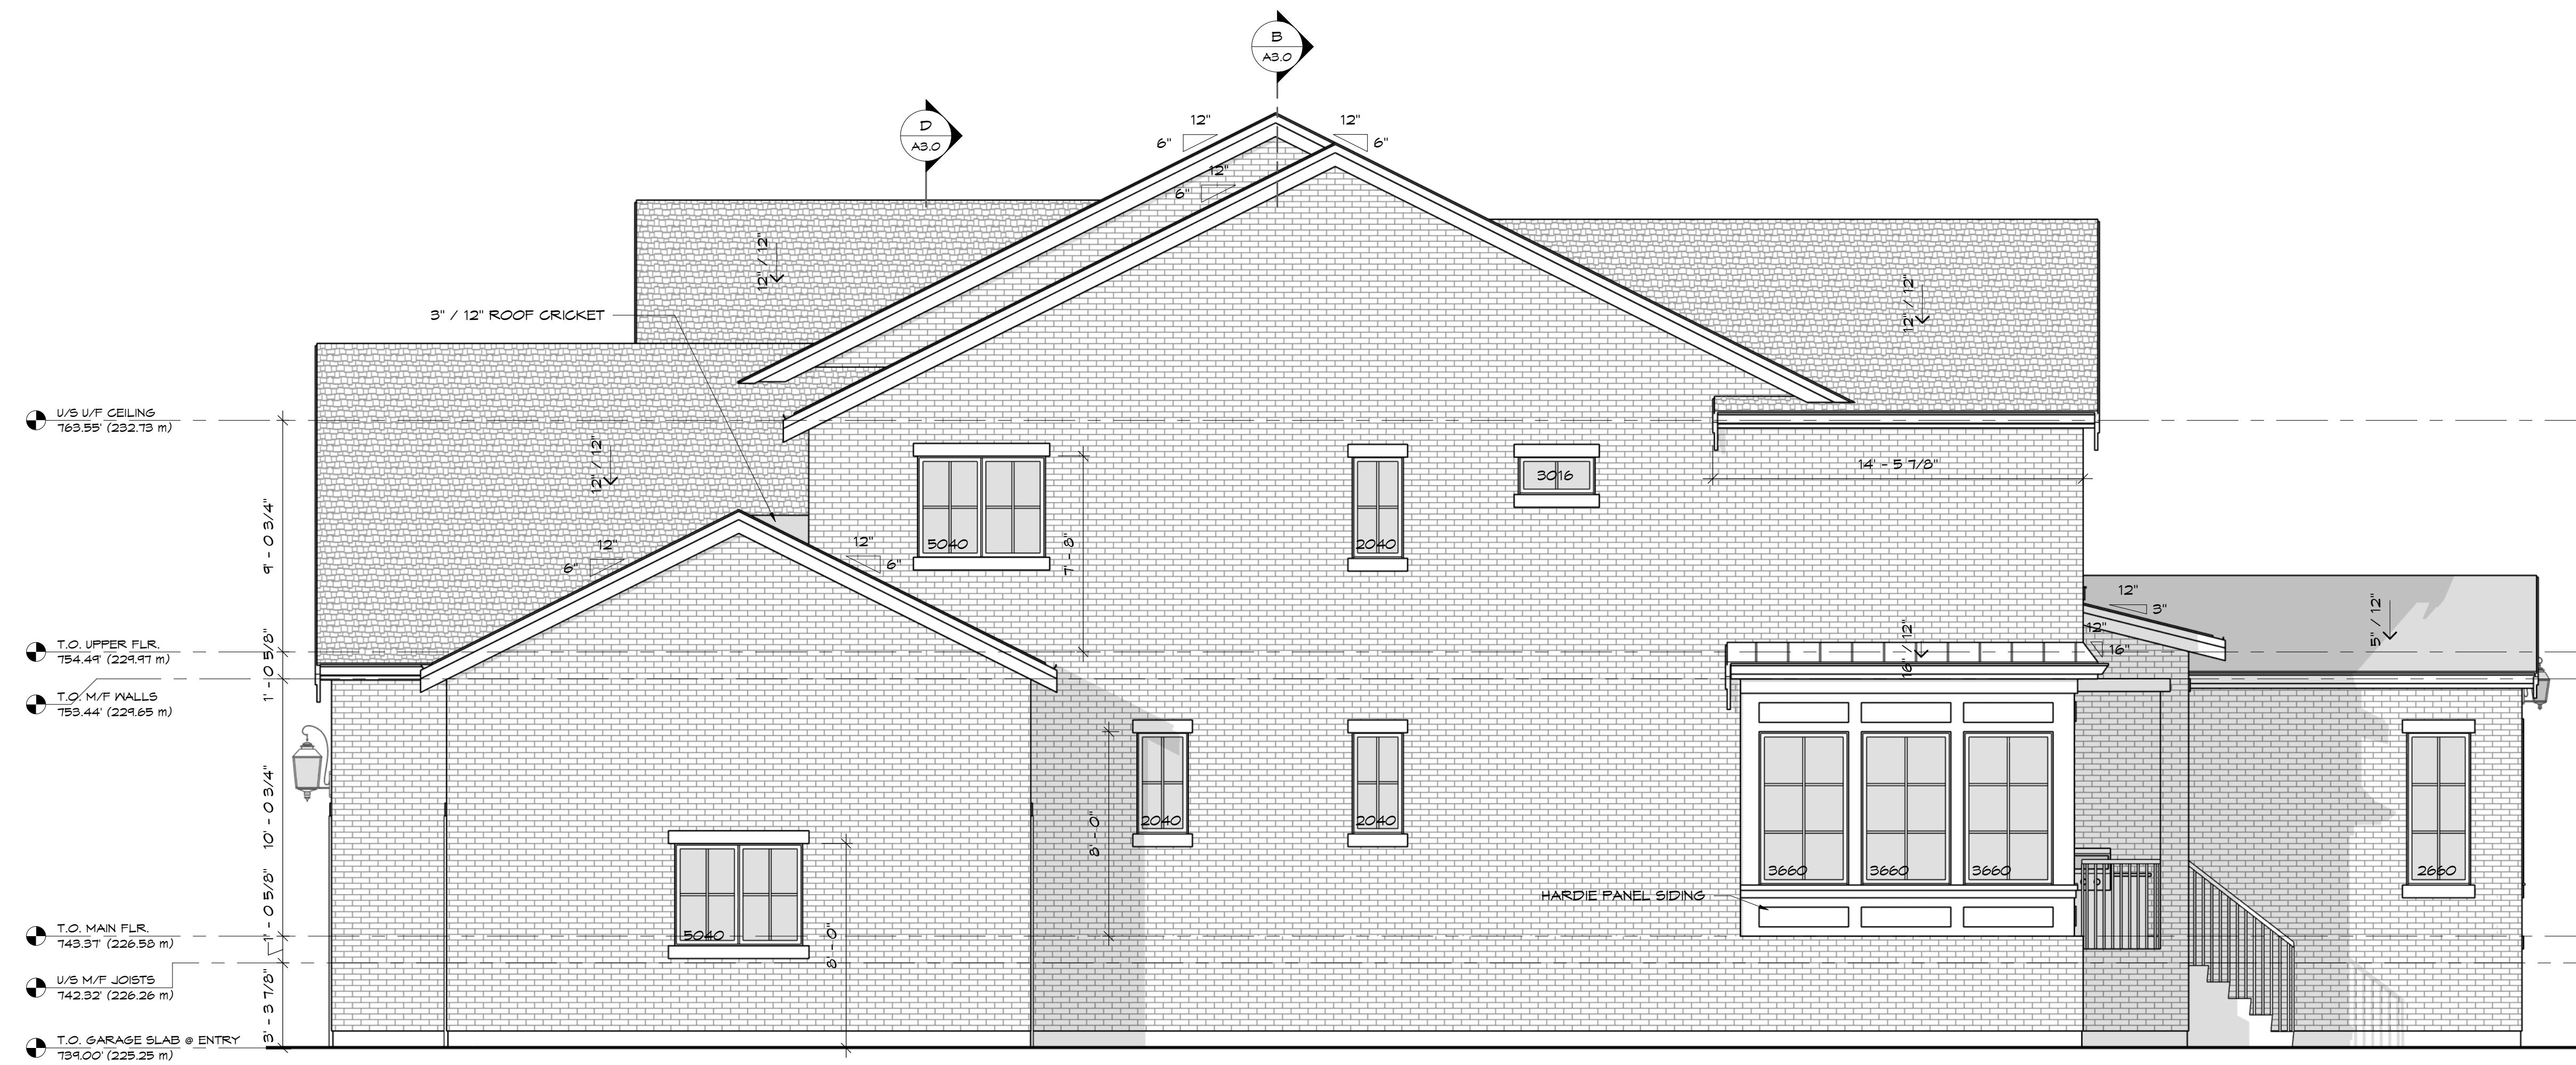 B
A3.0
D
A3.0
12"
6"
12"
6"
12"
6"
12" / 12"
12" / 12"
3" / 12" ROOF CRICKET
U/S U/F CEILING
763.55' (232.73 m)
12" / 12"
14' - 5 7/8"
3016
5040
2040
7' - 8"
9' - 0 3/4"
12"
6"
12"
6"
12"
3"
5" / 12"
12"
16"
16" / 12"
T.O. UPPER FLR.
754.49' (229.97 m)
1' - 0 5/8"
T.O. M/F WALLS
753.44' (229.65 m)
10' - 0 3/4"
2040
2040
8' - 0"
3660
3660
3660
2660
HARDIE PANEL SIDING
5040
8' - 0"
T.O. MAIN FLR.
743.37' (226.58 m)
1' - 0 5/8"
U/S M/F JOISTS
742.32' (226.26 m)
3' - 3 7/8"
T.O. GARAGE SLAB @ ENTRY
739.00' (225.25 m)